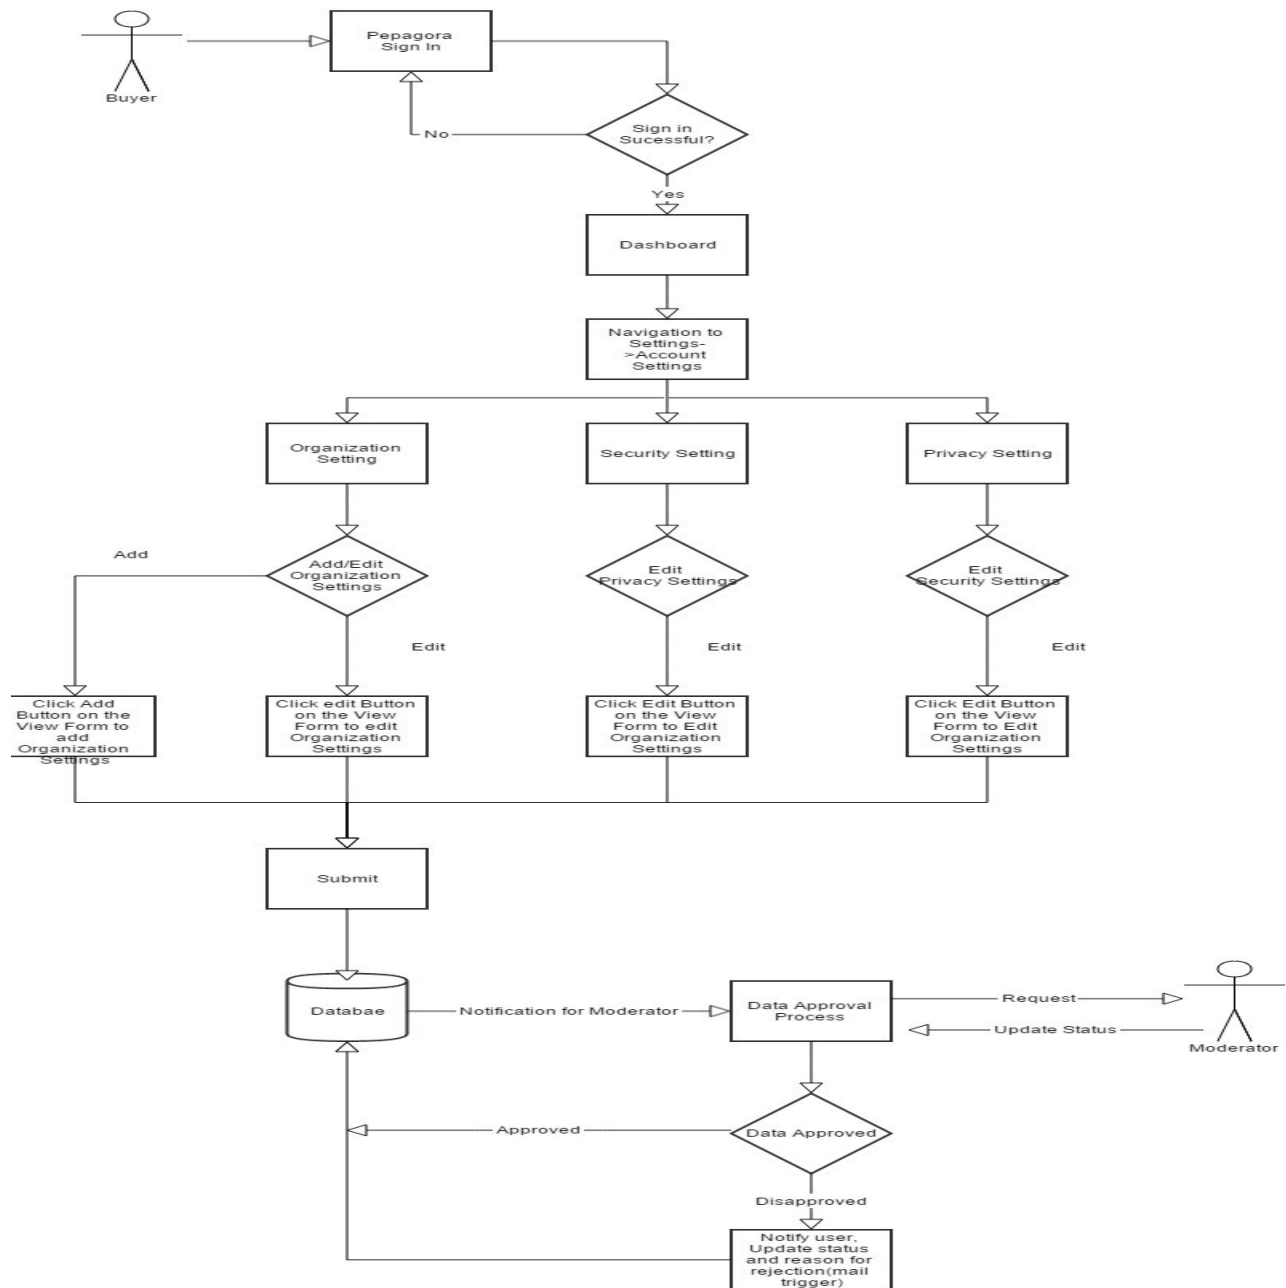 Pepagora
Sign In
Buyer
Sign in
Sucessful?
No
Yes
Dashboard
Navigation to
Settings-
>Account
Settings
Organization
Setting
Security Setting
Privacy Setting
Add
Add/Edit
Organization
Settings
Edit
Privacy Settings
Edit
Security Settings
Edit
Edit
Edit
Click Add
Button on the
View Form to
add
Organization
Settings
Click edit Button
on the View
Form to edit
Organization
Settings
Click Edit Button
on the View
Form to Edit
Organization
Settings
Click Edit Button
on the View
Form to Edit
Organization
Settings
Submit
Databae
Notification for Moderator
Data Approval
Process
Request
Update Status
Moderator
Approved
Data Approved
Disapproved
Notify user,
Update status
and reason for
rejection(mail
trigger)